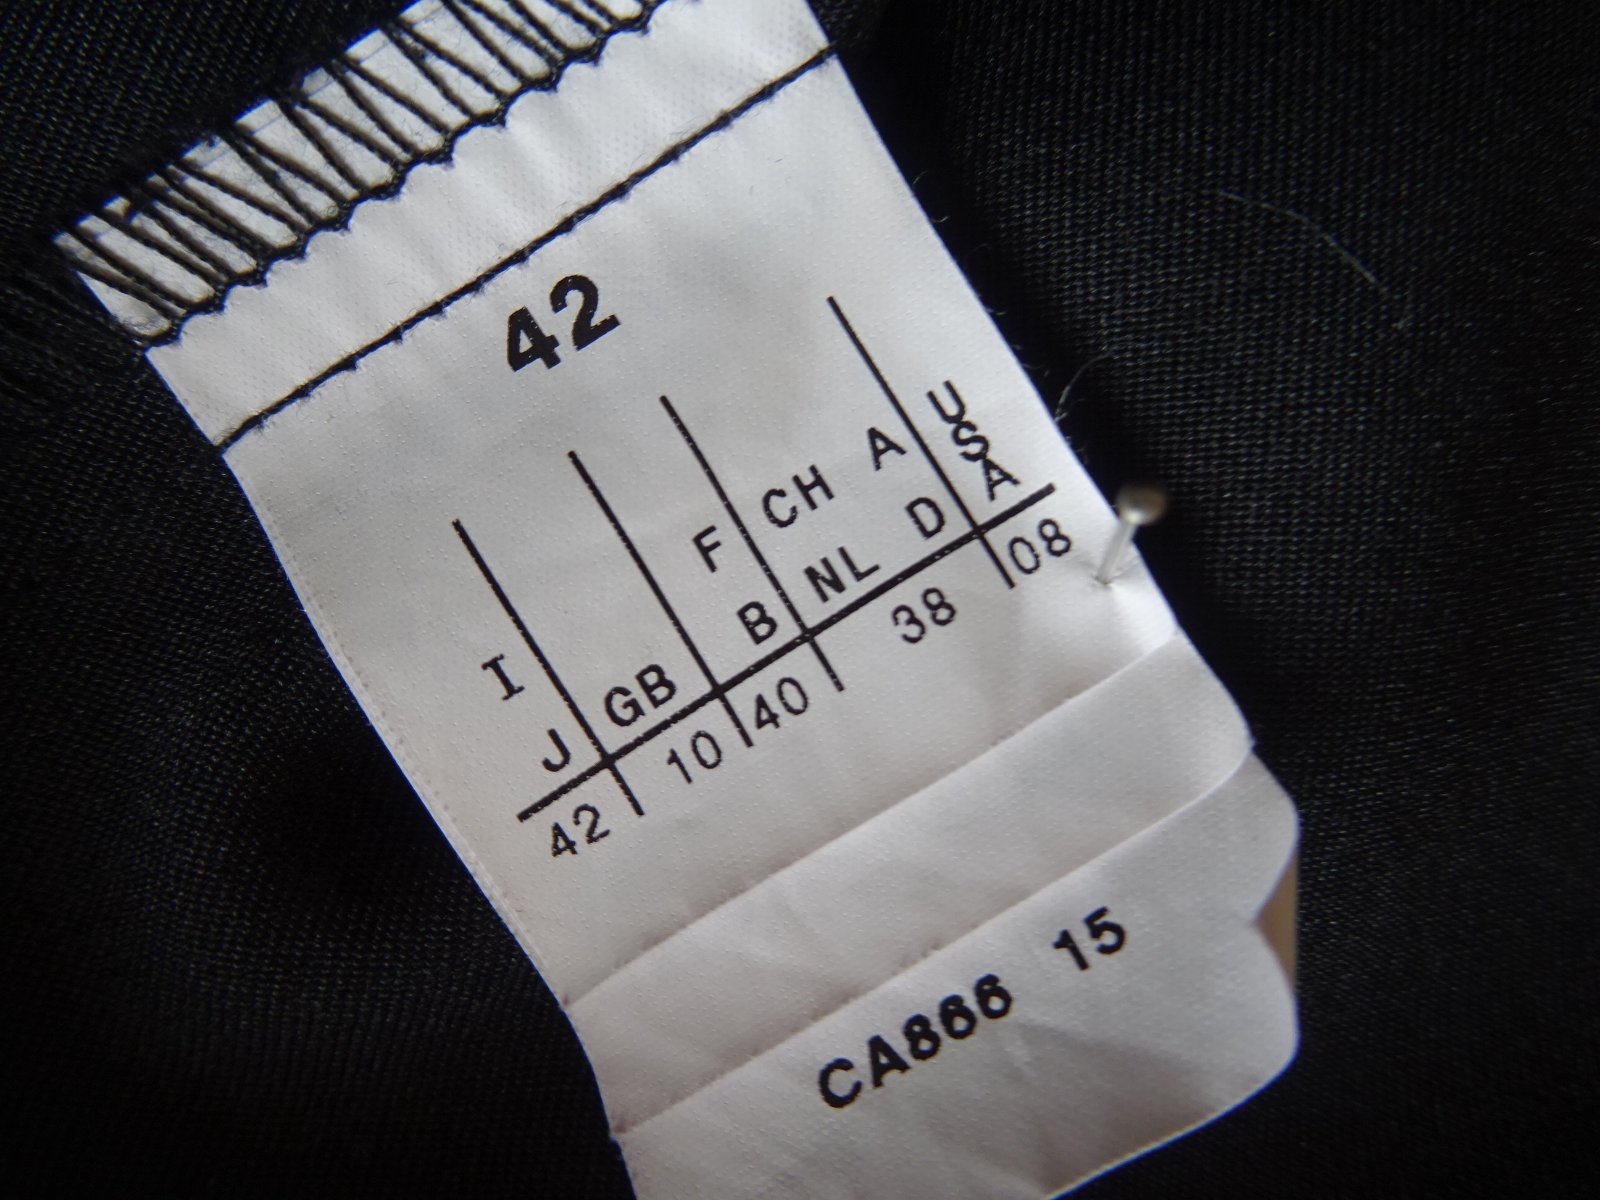 42
I F CH A USA
J GB B NL D
42 10 40 38 08
CA866 15